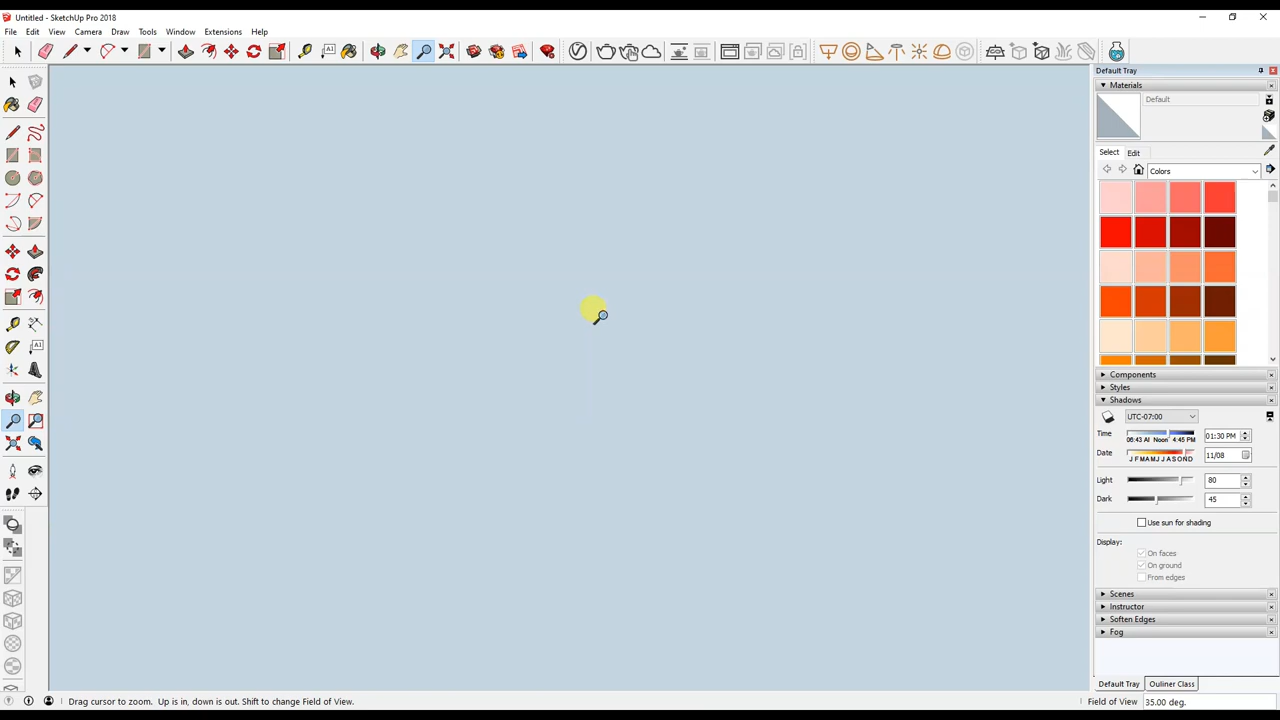 Untitled - SketchUp Pro 2018
File Edit View Camera Draw Tools Window Extensions Help
Default Tray
Materials
Default
Select Edit
Colors
Components
Styles
Shadows
UTC-07:00
Time 01:30 PM
06:43 AI Noon 4:45 PM
Date 11/08
J F M A M J J A S O N D
Light 80
Dark 45
Use sun for shading
Display:
On faces
On ground
From edges
Scenes
Instructor
Soften Edges
Fog
Default Tray Ouliner Class
Drag cursor to zoom. Up is in, down is out. Shift to change Field of View. Field of View 35.00 deg.